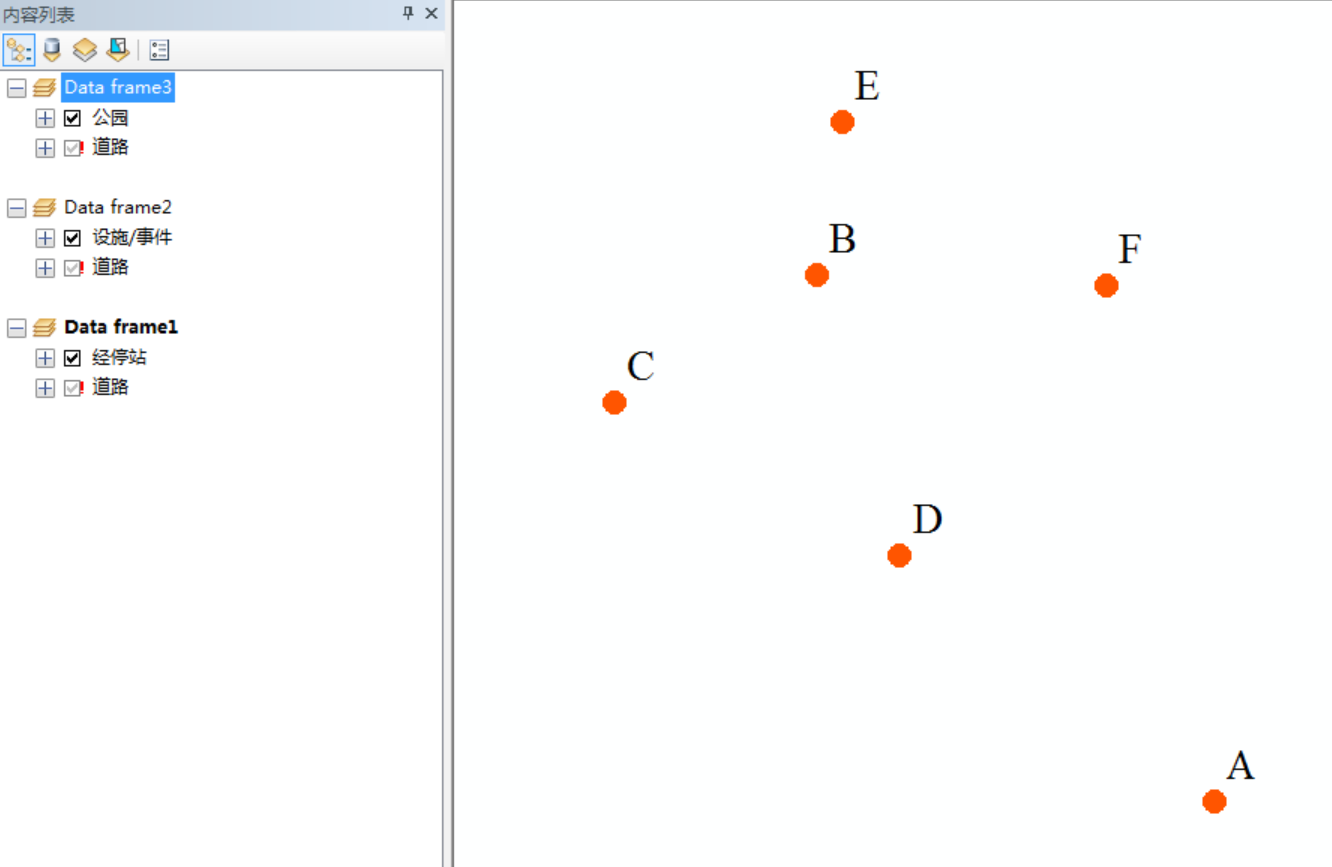 内容列表
Data frame3
公园
道路
Data frame2
设施/事件
道路
Data frame1
经停站
道路
E
B
F
C
D
A